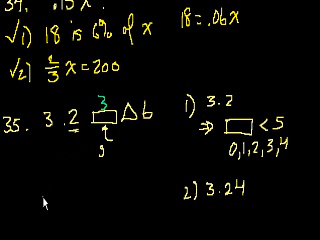 34. .15x?
√1) 18 is 6% of x
18 = .06x
√2) 2/3 x = 200
35. 3.2 □ Δ 6
3
9
1) 3.2
⇒ □ < 5
0,1,2,3,4
2) 3.24